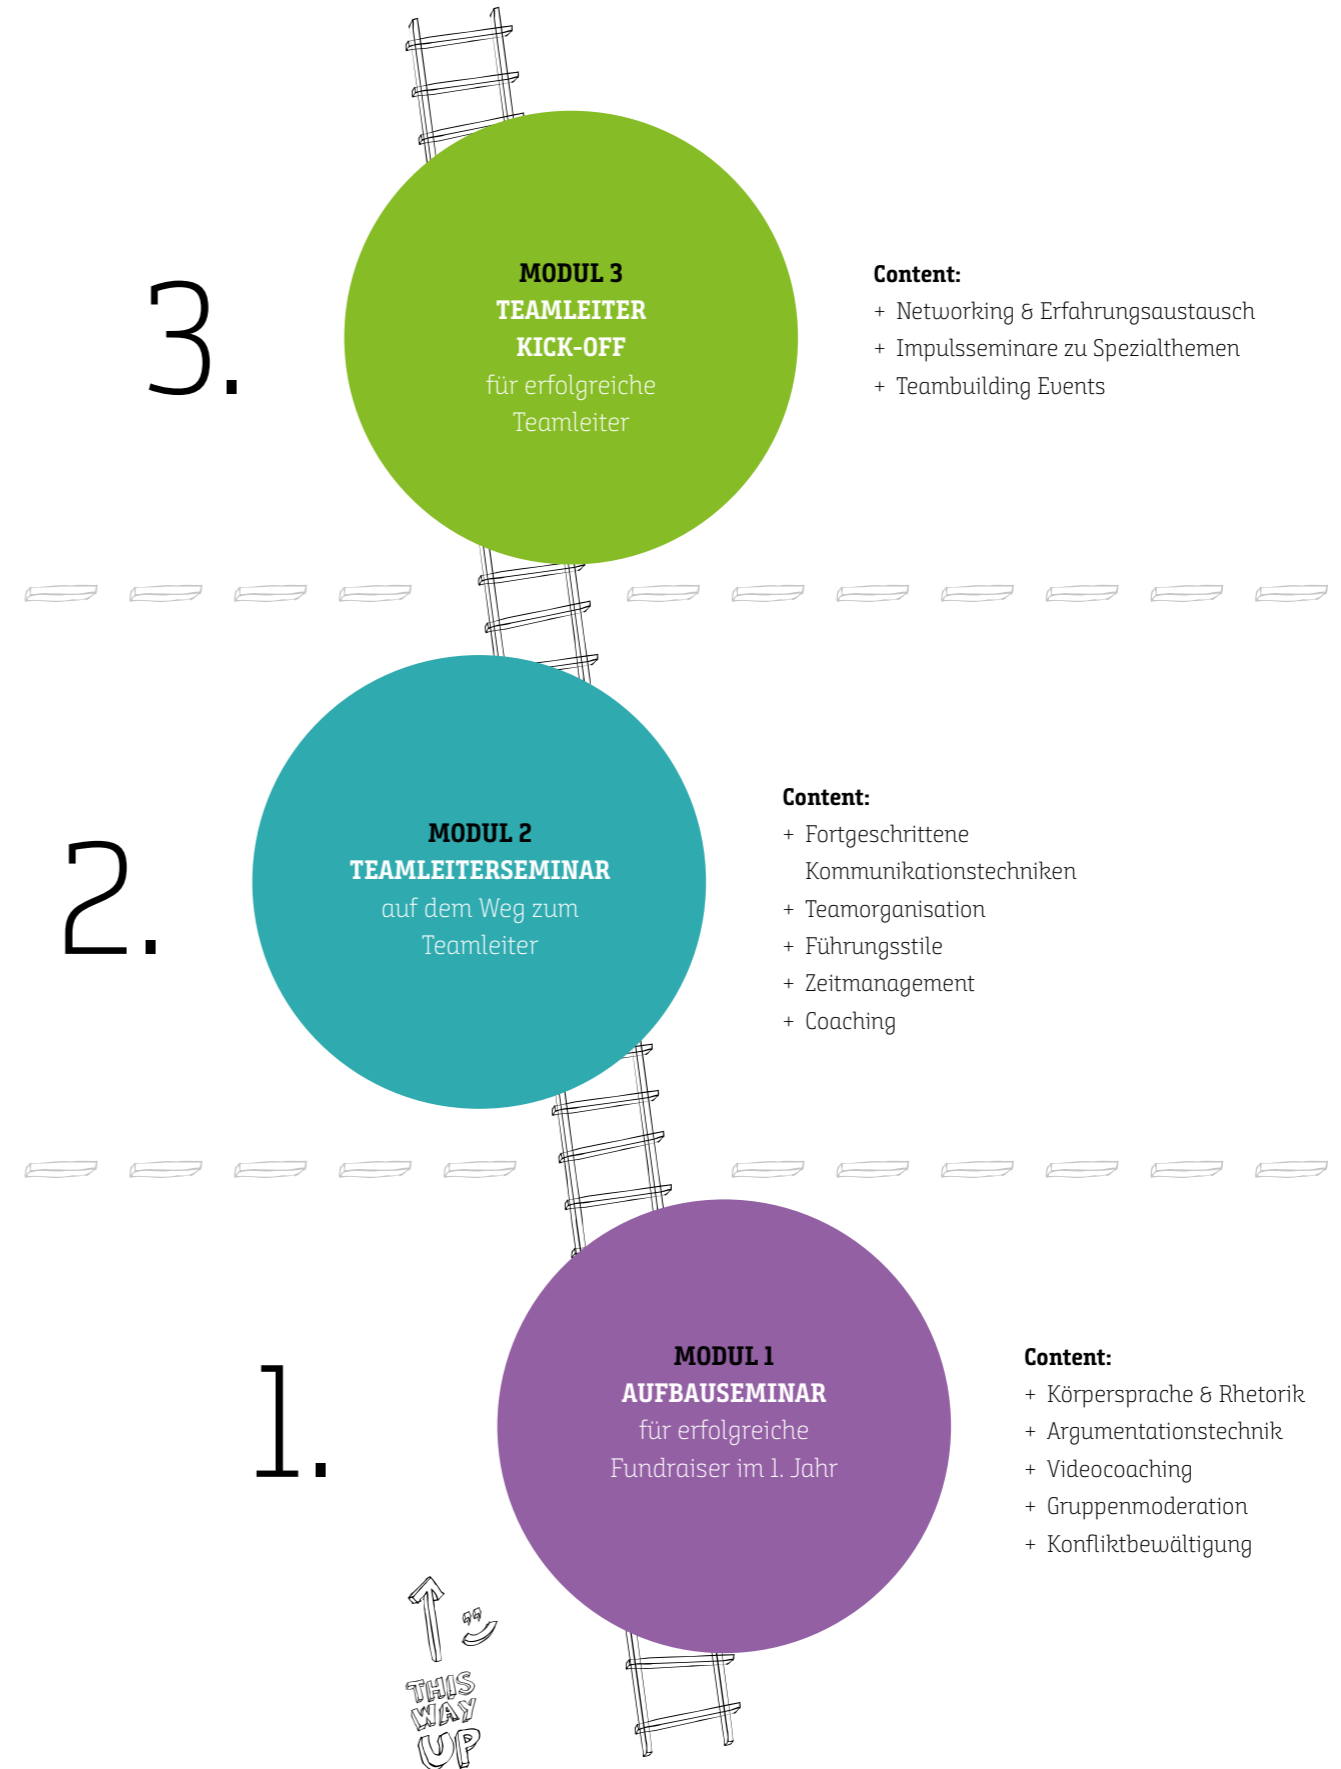 3.
MODUL 3
TEAMLEITER
KICK-OFF
für erfolgreiche
Teamleiter
Content:
+ Networking & Erfahrungsaustausch
+ Impulsseminare zu Spezialthemen
+ Teambuilding Events
2.
MODUL 2
TEAMLEITERSEMINAR
auf dem Weg zum
Teamleiter
Content:
+ Fortgeschrittene
Kommunikationstechniken
+ Teamorganisation
+ Führungsstile
+ Zeitmanagement
+ Coaching
1.
MODUL 1
AUFBAUSEMINAR
für erfolgreiche
Fundraiser im 1. Jahr
Content:
+ Körpersprache & Rhetorik
+ Argumentationstechnik
+ Videocoaching
+ Gruppenmoderation
+ Konfliktbewältigung
THIS
WAY
UP